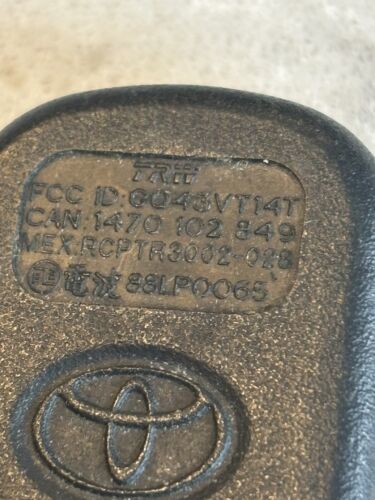 TRW
FCC ID:GQ43VT14T
CAN:1470 102 849
MEX:RCPTR3002-028
電波 88LP0065